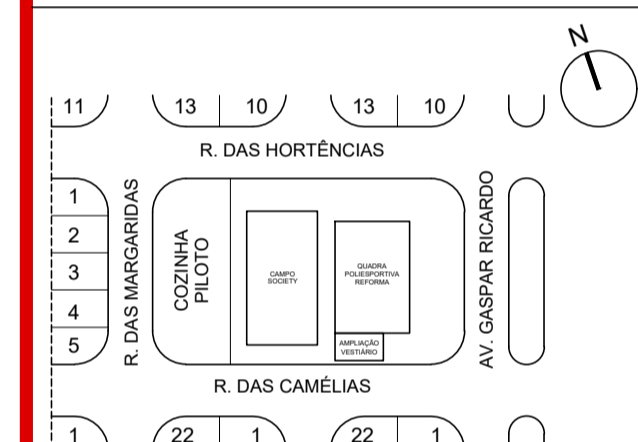 N
11
13
10
13
10
R. DAS HORTÊNCIAS
1
2
3
4
5
R. DAS MARGARIDAS
COZINHA
PILOTO
CAMPO
SOCIETY
QUADRA
POLIESPORTIVA
REFORMA
AMPLIAÇÃO
VESTIÁRIO
AV. GASPAR RICARDO
R. DAS CAMÉLIAS
1
22
1
22
1